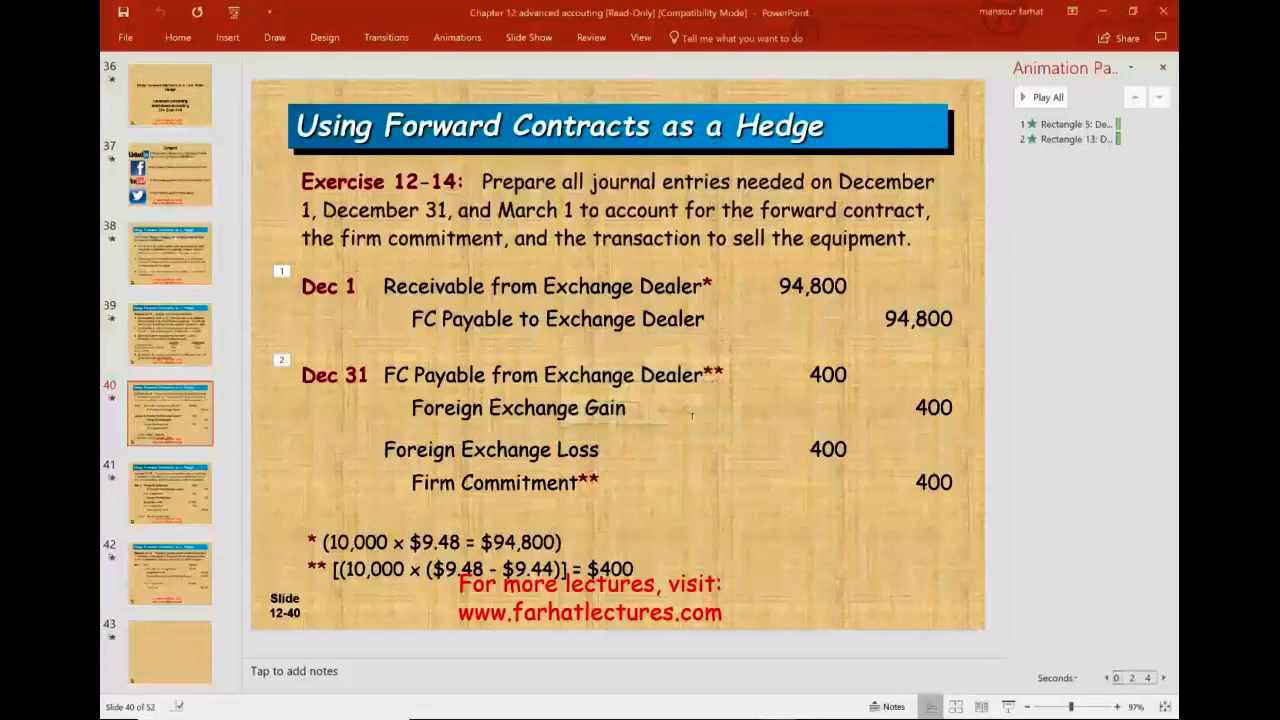 Chapter 12 advanced accouting [Read-Only] [Compatibility Mode] - PowerPoint
mansour farhat
File Home Insert Draw Design Transitions Animations Slide Show Review View Tell me what you want to do Share
36
37
38
39
40
41
42
43
Using Forward Contracts as a Hedge
Exercise 12-14: Prepare all journal entries needed on December
1, December 31, and March 1 to account for the forward contract,
the firm commitment, and the transaction to sell the equipment.
1
Dec 1 Receivable from Exchange Dealer* 94,800
FC Payable to Exchange Dealer 94,800
2
Dec 31 FC Payable from Exchange Dealer** 400
Foreign Exchange Gain 400
Foreign Exchange Loss 400
Firm Commitment** 400
* (10,000 x $9.48 = $94,800)
** [(10,000 x ($9.48 - $9.44)] = $400
For more lectures, visit:
www.farhatlectures.com
Slide
12-40
Animation Pa..
Play All
1 Rectangle 5: De...
2 Rectangle 13: D...
Tap to add notes
Seconds 0 2 4
Slide 40 of 52
Notes
97%